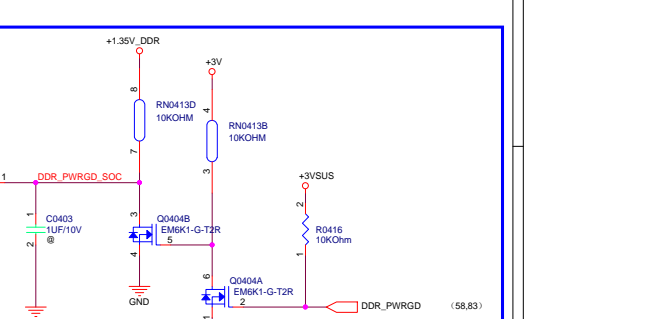 +1.35V_DDR
+3V
8
RN0413D
10KOHM
4
RN0413B
10KOHM
7
3
+3VSUS
1
DDR_PWRGD_SOC
2
1
C0403
1UF/10V
@
2
3
Q0404B
EM6K1-G-T2R
5
4
R0416
10KOhm
1
6
GND
Q0404A
EM6K1-G-T2R
2
DDR_PWRGD
(58,83)
1